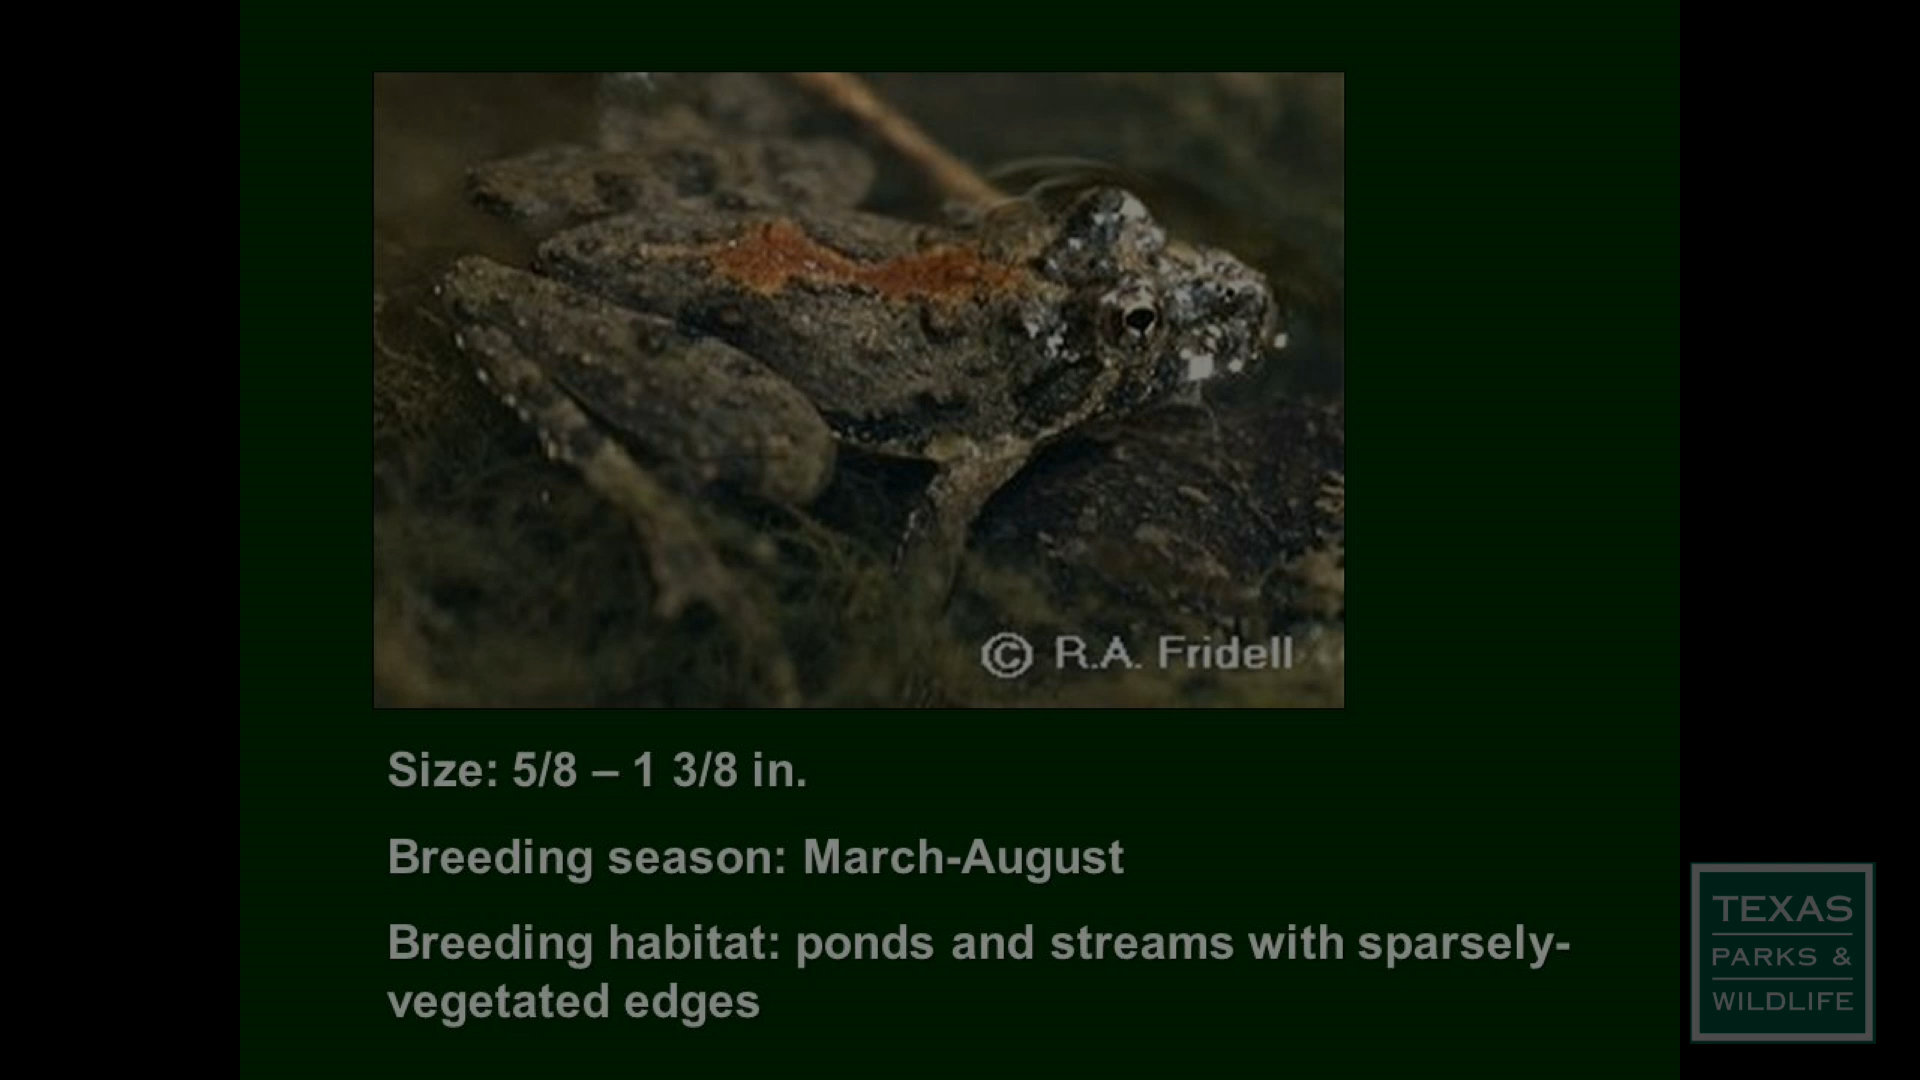 © R.A. Fridell
Size: 5/8 – 1 3/8 in.
Breeding season: March-August
Breeding habitat: ponds and streams with sparsely-
vegetated edges
TEXAS
PARKS &
WILDLIFE